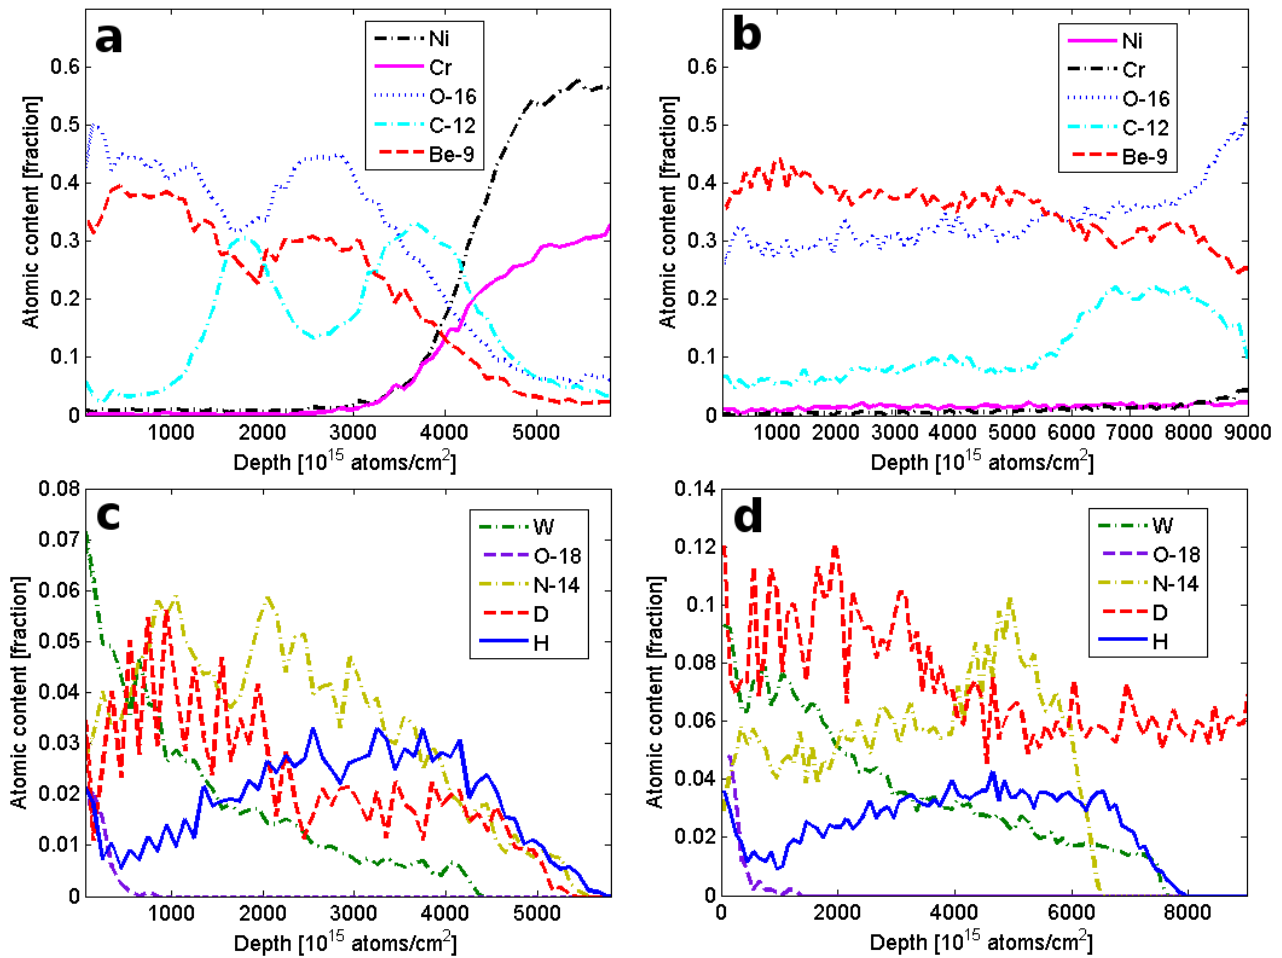 a
Ni
Cr
O-16
C-12
Be-9
0.6
0.5
0.4
0.3
0.2
0.1
0
Atomic content [fraction]
1000 2000 3000 4000 5000
Depth [10^15 atoms/cm^2]
b
Ni
Cr
O-16
C-12
Be-9
0.6
0.5
0.4
0.3
0.2
0.1
0
Atomic content [fraction]
1000 2000 3000 4000 5000 6000 7000 8000 9000
Depth [10^15 atoms/cm^2]
c
W
O-18
N-14
D
H
0.08
0.07
0.06
0.05
0.04
0.03
0.02
0.01
0
Atomic content [fraction]
1000 2000 3000 4000 5000
Depth [10^15 atoms/cm^2]
d
W
O-18
N-14
D
H
0.14
0.12
0.1
0.08
0.06
0.04
0.02
0
Atomic content [fraction]
0 2000 4000 6000 8000
Depth [10^15 atoms/cm^2]